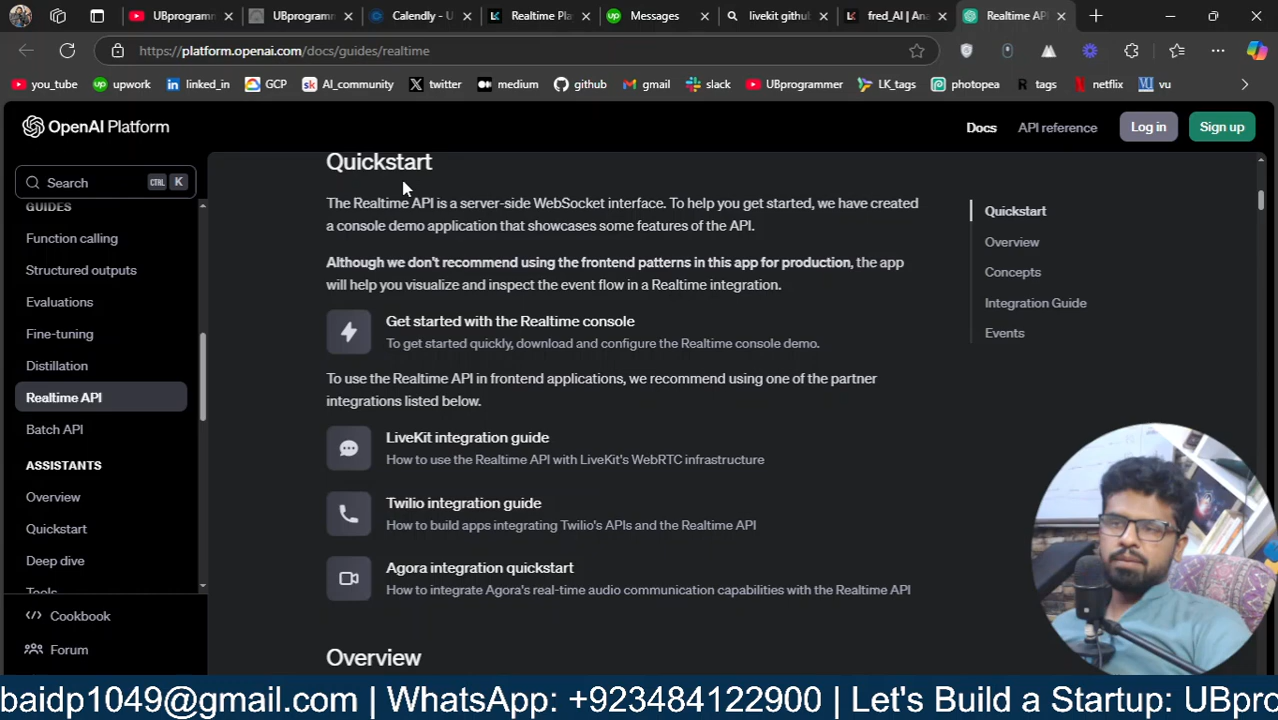 UBprogramm
UBprogramm
Calendly -
Realtime Pla
Messages
livekit github
fred_AI | Ana
Realtime API
https://platform.openai.com/docs/guides/realtime
you_tube
upwork
linked_in
GCP
AI_community
twitter
medium
github
gmail
slack
UBprogrammer
LK_tags
photopea
tags
netflix
vu
OpenAI Platform
Docs
API reference
Log in
Sign up
Search
CTRL
K
GUIDES
Function calling
Structured outputs
Evaluations
Fine-tuning
Distillation
Realtime API
Batch API
ASSISTANTS
Overview
Quickstart
Deep dive
Tools
Cookbook
Forum
Quickstart
The Realtime API is a server-side WebSocket interface. To help you get started, we have created
a console demo application that showcases some features of the API.
Although we don't recommend using the frontend patterns in this app for production, the app
will help you visualize and inspect the event flow in a Realtime integration.
Get started with the Realtime console
To get started quickly, download and configure the Realtime console demo.
To use the Realtime API in frontend applications, we recommend using one of the partner
integrations listed below.
LiveKit integration guide
How to use the Realtime API with LiveKit's WebRTC infrastructure
Twilio integration guide
How to build apps integrating Twilio's APIs and the Realtime API
Agora integration quickstart
How to integrate Agora's real-time audio communication capabilities with the Realtime API
Overview
Quickstart
Overview
Concepts
Integration Guide
Events
baidp1049@gmail.com | WhatsApp: +923484122900 | Let's Build a Startup: UBpro